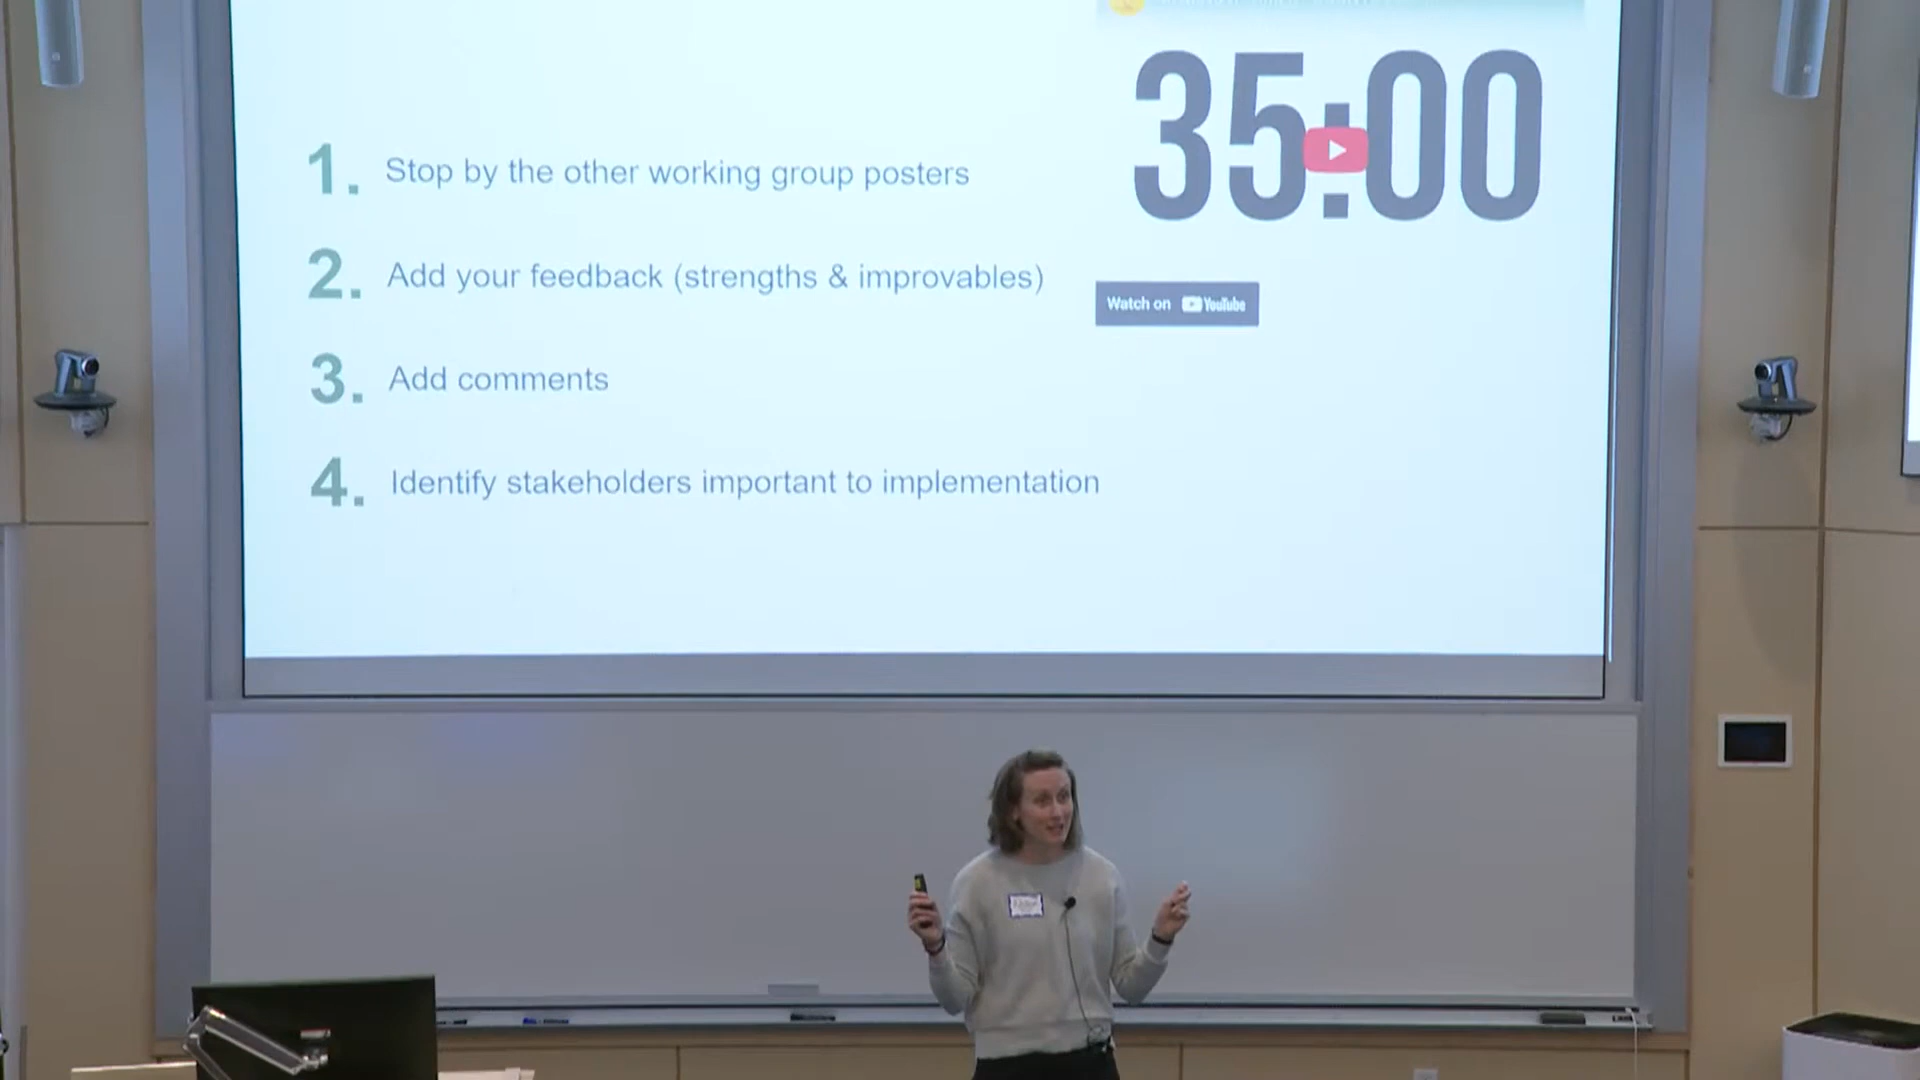 35:00
1. Stop by the other working group posters
2. Add your feedback (strengths & improvables)
Watch on YouTube
3. Add comments
4. Identify stakeholders important to implementation